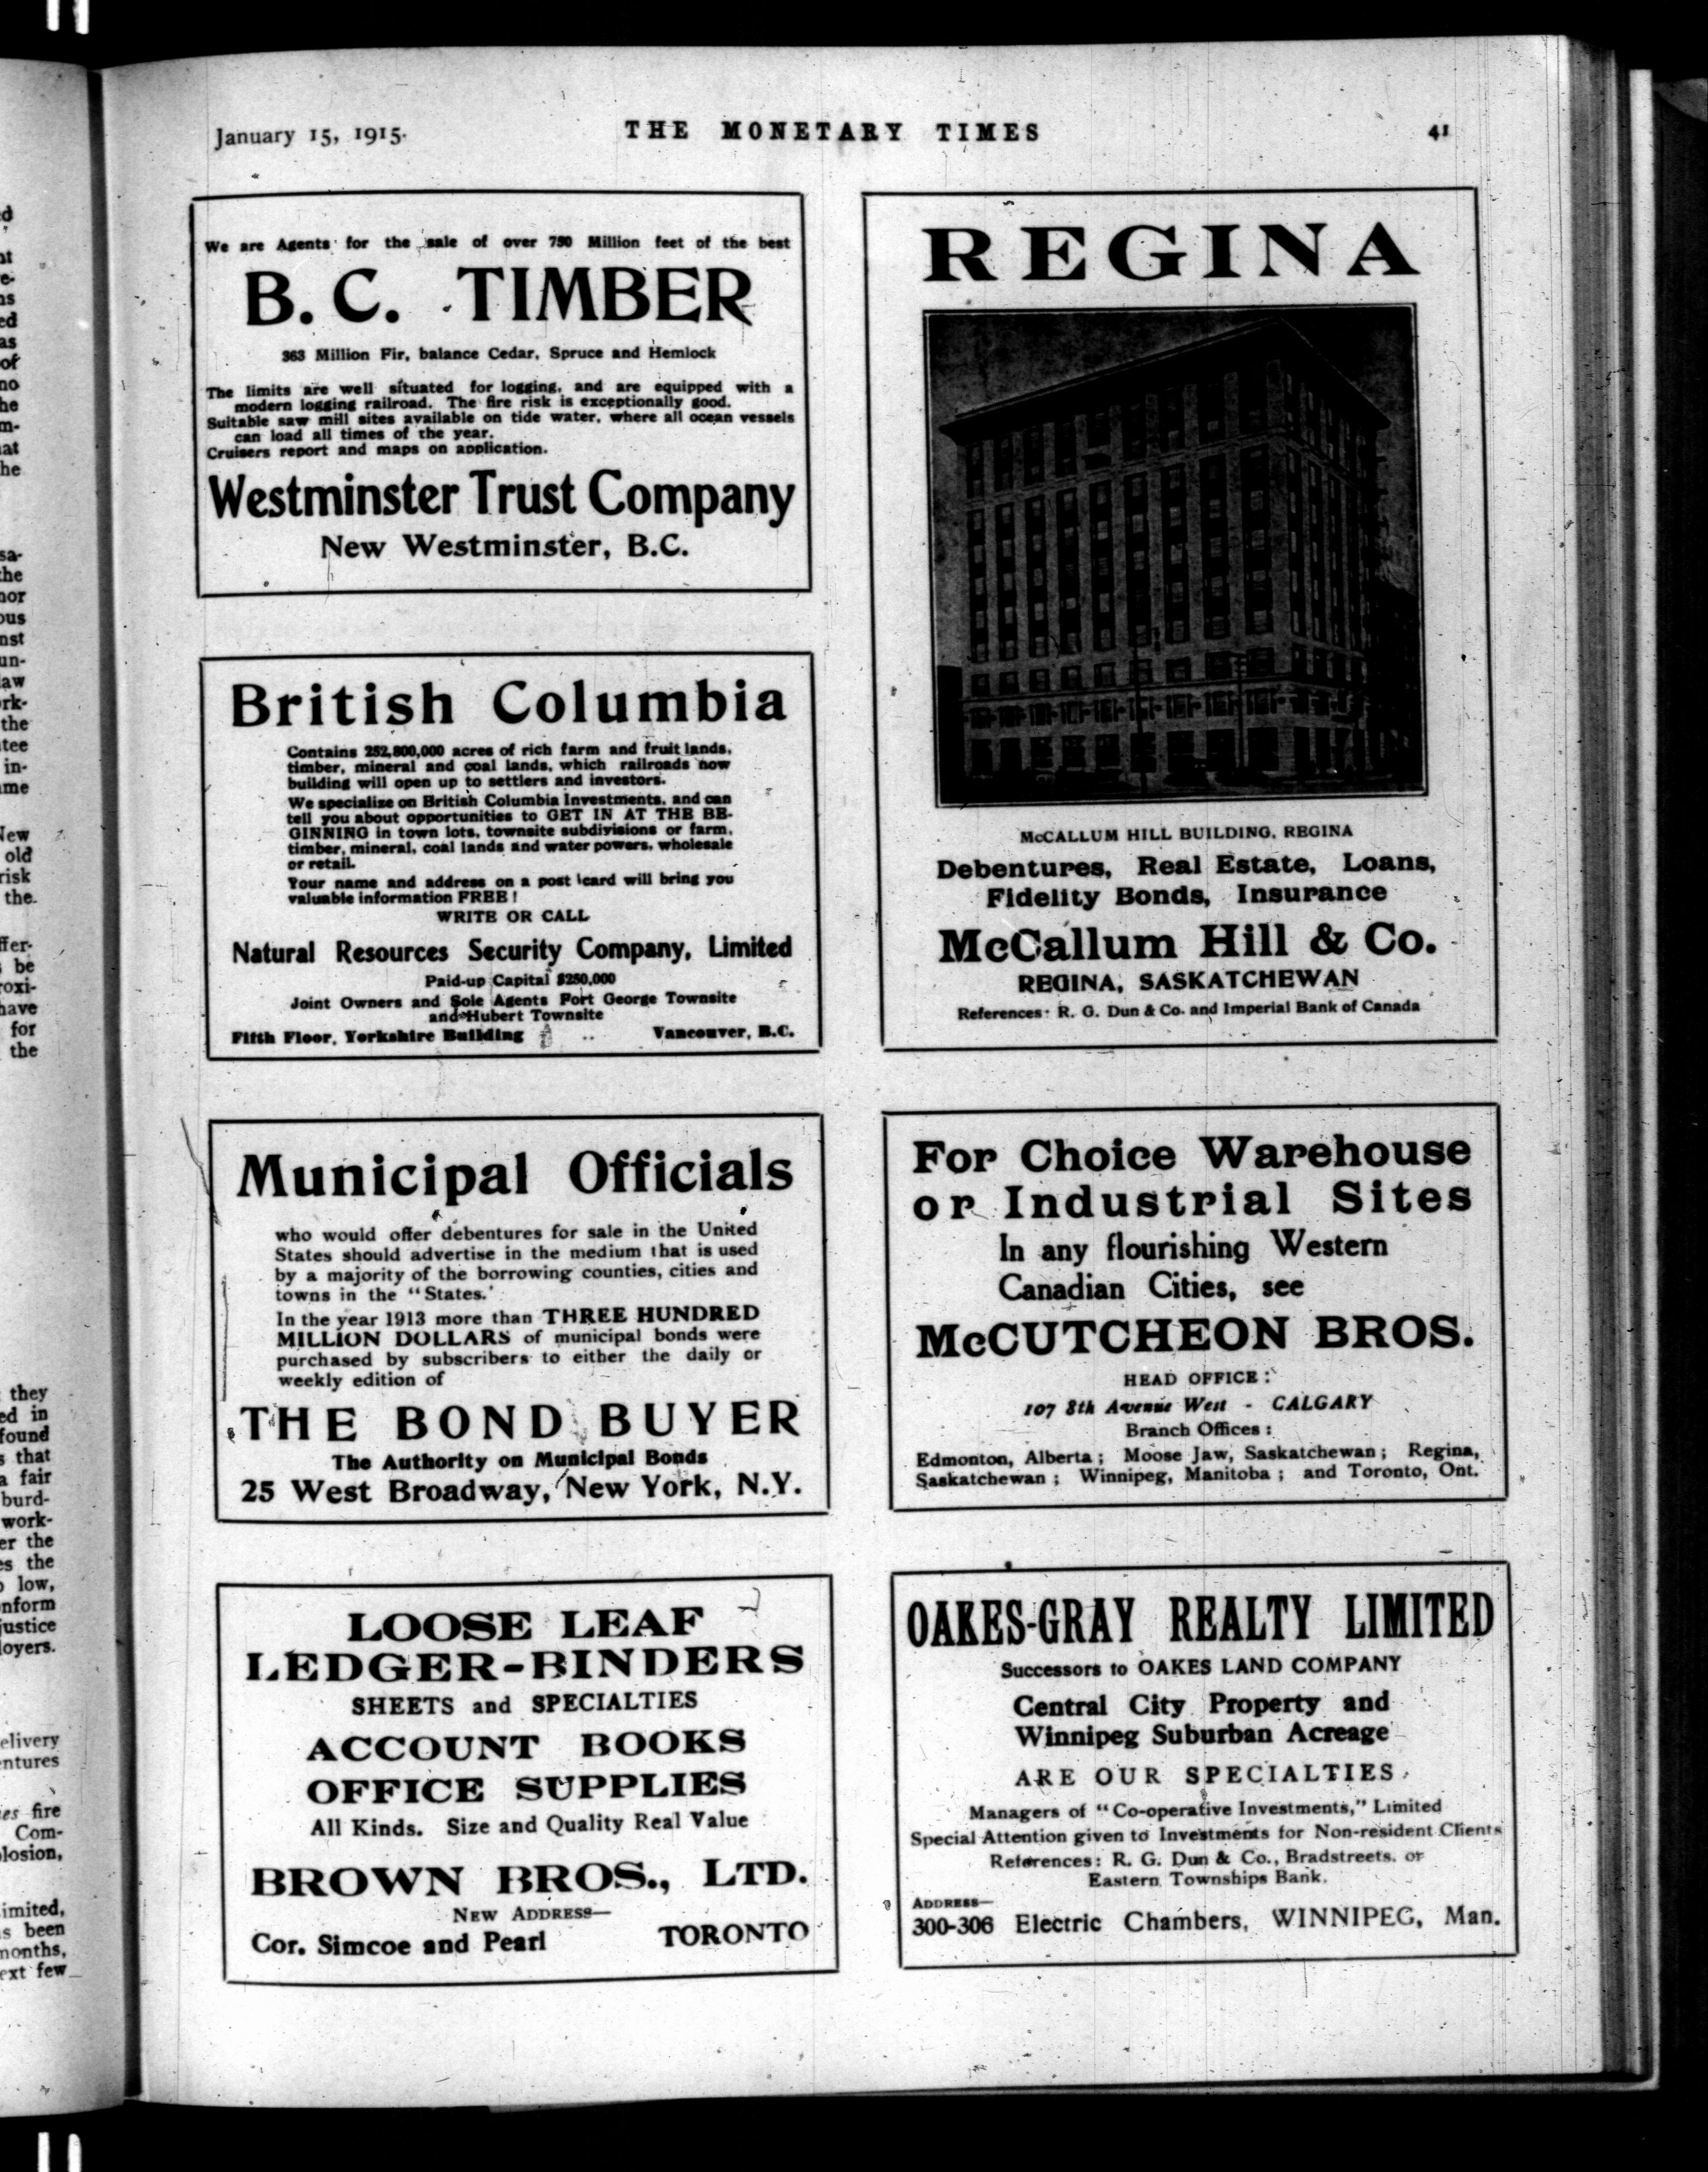 January 15, 1915.
THE MONETARY TIMES
41
We are Agents for the sale of over 750 Million feet of the best
B. C. TIMBER
363 Million Fir, balance Cedar, Spruce and Hemlock
The limits are well situated for logging, and are equipped with a
modern logging railroad. The fire risk is exceptionally good.
Suitable saw mill sites available on tide water, where all ocean vessels
can load all times of the year.
Cruisers report and maps on application.
Westminster Trust Company
New Westminster, B.C.
British Columbia
Contains 252,800,000 acres of rich farm and fruit lands,
timber, mineral and coal lands, which railroads now
building will open up to settlers and investors.
We specialize on British Columbia Investments, and can
tell you about opportunities to GET IN AT THE BE-
GINNING in town lots, townsite subdivisions or farm,
timber, mineral, coal lands and water powers, wholesale
or retail.
Your name and address on a post card will bring you
valuable information FREE!
WRITE OR CALL
Natural Resources Security Company, Limited
Paid-up Capital $250,000
Joint Owners and Sole Agents Fort George Townsite
and Hubert Townsite
Fifth Floor, Yorkshire Building .. Vancouver, B.C.
Municipal Officials
who would offer debentures for sale in the United
States should advertise in the medium that is used
by a majority of the borrowing counties, cities and
towns in the "States."
In the year 1913 more than THREE HUNDRED
MILLION DOLLARS of municipal bonds were
purchased by subscribers to either the daily or
weekly edition of
THE BOND BUYER
The Authority on Municipal Bonds
25 West Broadway, New York, N.Y.
LOOSE LEAF
LEDGER-BINDERS
SHEETS and SPECIALTIES
ACCOUNT BOOKS
OFFICE SUPPLIES
All Kinds. Size and Quality Real Value
BROWN BROS., LTD.
NEW ADDRESS—
Cor. Simcoe and Pearl TORONTO
REGINA
McCALLUM HILL BUILDING, REGINA
Debentures, Real Estate, Loans,
Fidelity Bonds, Insurance
McCallum Hill & Co.
REGINA, SASKATCHEWAN
References: R. G. Dun & Co. and Imperial Bank of Canada
For Choice Warehouse
or Industrial Sites
In any flourishing Western
Canadian Cities, see
McCUTCHEON BROS.
HEAD OFFICE:
107 8th Avenue West - CALGARY
Branch Offices:
Edmonton, Alberta; Moose Jaw, Saskatchewan; Regina,
Saskatchewan; Winnipeg, Manitoba; and Toronto, Ont.
OAKES-GRAY REALTY LIMITED
Successors to OAKES LAND COMPANY
Central City Property and
Winnipeg Suburban Acreage
ARE OUR SPECIALTIES
Managers of "Co-operative Investments," Limited
Special Attention given to Investments for Non-resident Clients
References: R. G. Dun & Co., Bradstreets, or
Eastern Townships Bank.
ADDRESS—
300-306 Electric Chambers, WINNIPEG, Man.